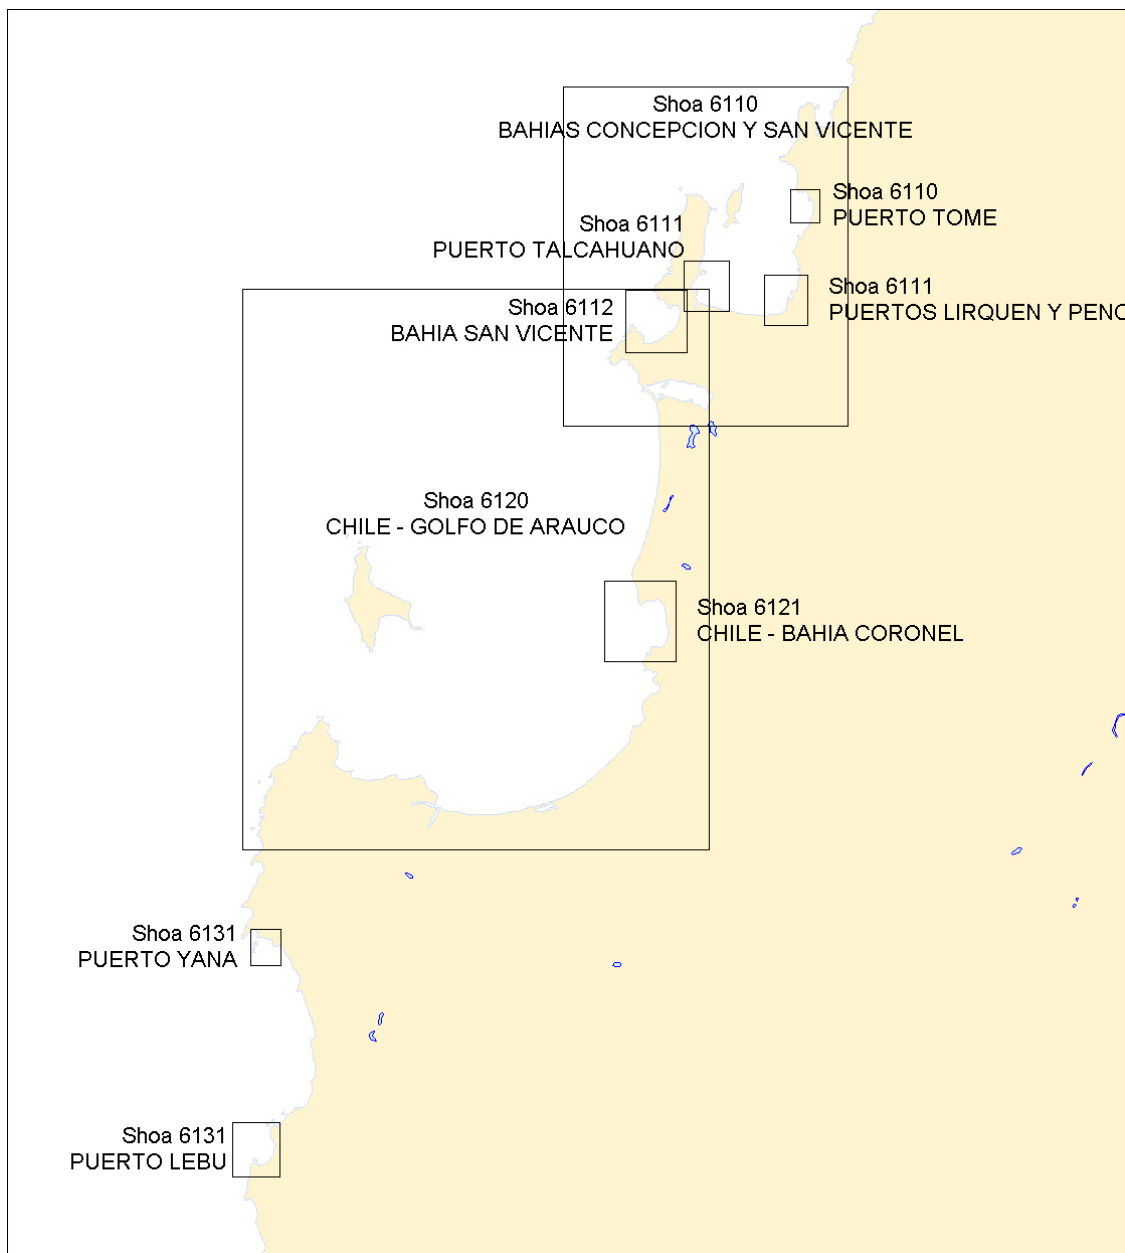 Shoa 6110
BAHIAS CONCEPCION Y SAN VICENTE
Shoa 6110
PUERTO TOME
Shoa 6111
PUERTO TALCAHUANO
Shoa 6111
PUERTOS LIRQUEN Y PENC
Shoa 6112
BAHIA SAN VICENTE
Shoa 6120
CHILE - GOLFO DE ARAUCO
Shoa 6121
CHILE - BAHIA CORONEL
Shoa 6131
PUERTO YANA
Shoa 6131
PUERTO LEBU